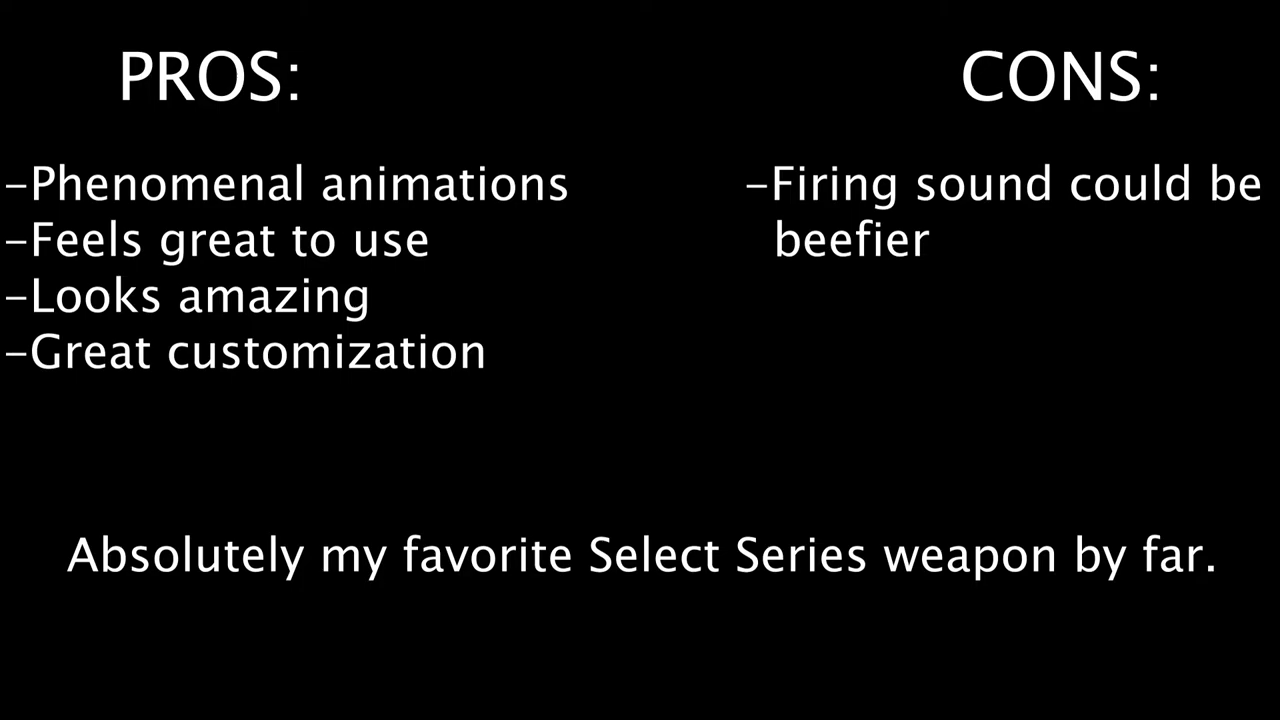 PROS:
-Phenomenal animations
-Feels great to use
-Looks amazing
-Great customization
CONS:
-Firing sound could be
beefier
Absolutely my favorite Select Series weapon by far.